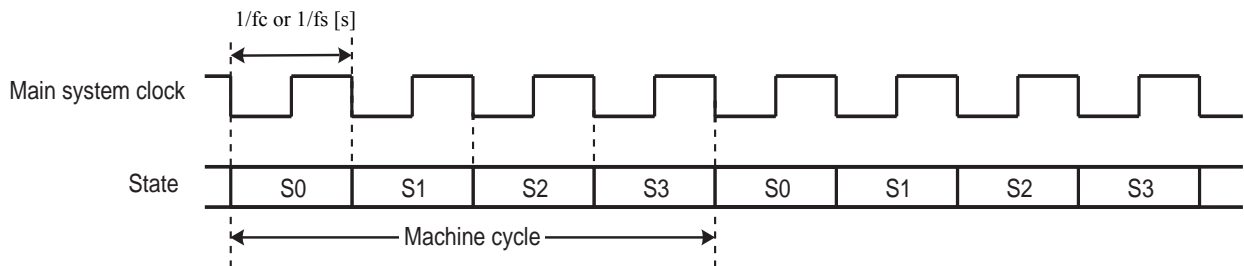 1/fc or 1/fs [s]
Main system clock
State S0 S1 S2 S3 S0 S1 S2 S3
Machine cycle